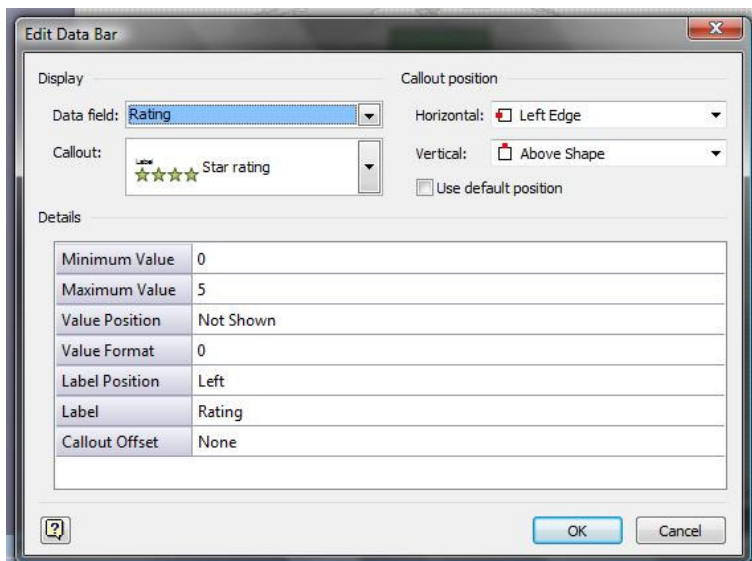 Edit Data Bar
Display
Data field: Rating
Callout: Label Star rating
Callout position
Horizontal: Left Edge
Vertical: Above Shape
Use default position
Details
Minimum Value 0
Maximum Value 5
Value Position Not Shown
Value Format 0
Label Position Left
Label Rating
Callout Offset None
OK Cancel